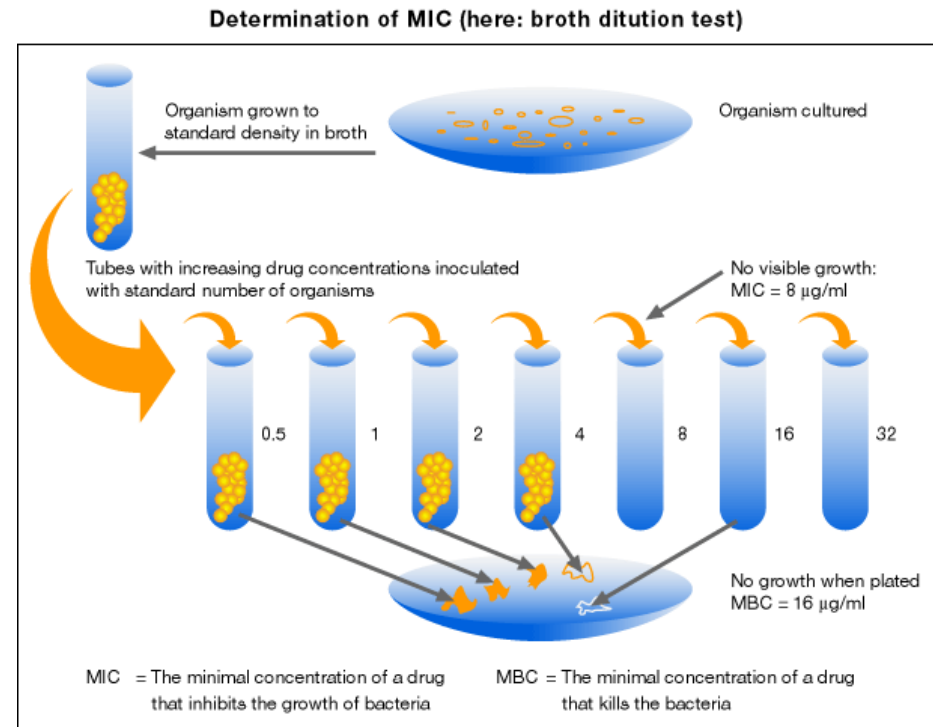 Determination of MIC (here: broth ditution test)
Organism grown to
standard density in broth
Organism cultured
Tubes with increasing drug concentrations inoculated
with standard number of organisms
No visible growth:
MIC = 8 µg/ml
0.5
1
2
4
8
16
32
No growth when plated
MBC = 16 µg/ml
MIC = The minimal concentration of a drug
that inhibits the growth of bacteria
MBC = The minimal concentration of a drug
that kills the bacteria